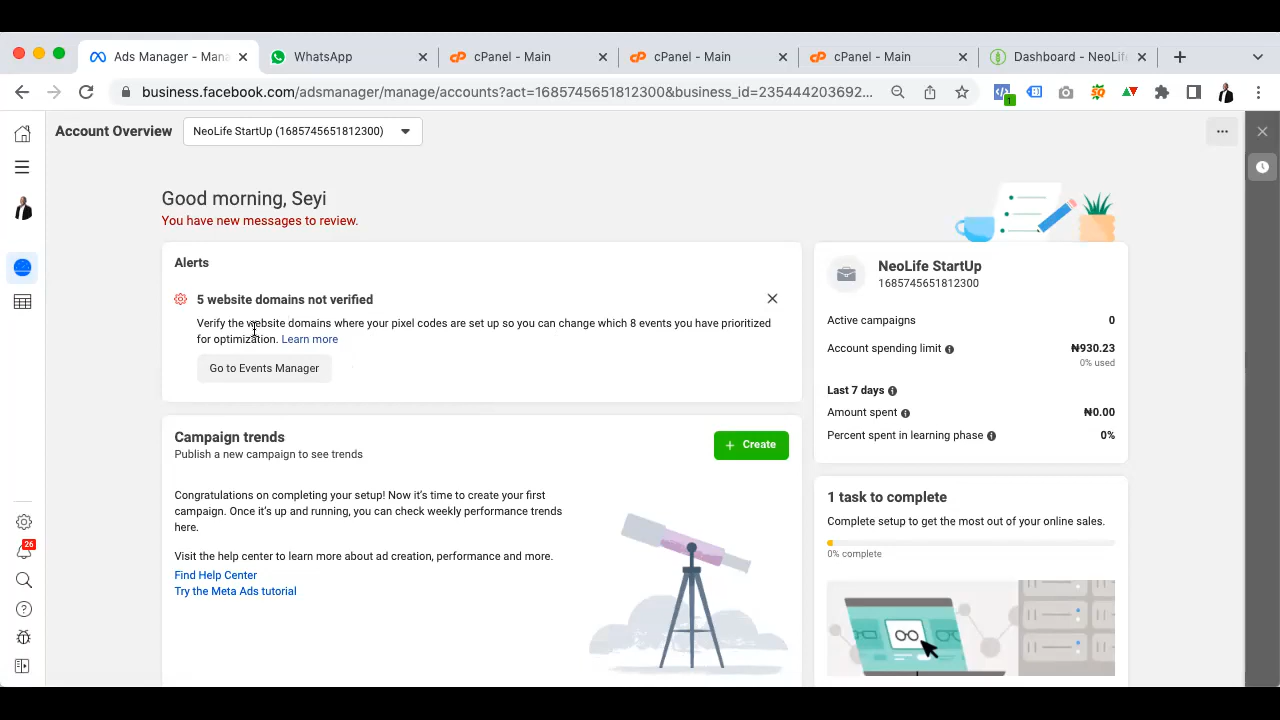 Ads Manager - Mana
WhatsApp
cPanel - Main
cPanel - Main
cPanel - Main
Dashboard - NeoLife
business.facebook.com/adsmanager/manage/accounts?act=1685745651812300&business_id=235444203692...
1
Account Overview
NeoLife StartUp (1685745651812300)
Good morning, Seyi
You have new messages to review.
Alerts
5 website domains not verified
Verify the website domains where your pixel codes are set up so you can change which 8 events you have prioritized
for optimization. Learn more
Go to Events Manager
Campaign trends
Publish a new campaign to see trends
+ Create
Congratulations on completing your setup! Now it's time to create your first
campaign. Once it's up and running, you can check weekly performance trends
here.
Visit the help center to learn more about ad creation, performance and more.
Find Help Center
Try the Meta Ads tutorial
NeoLife StartUp
1685745651812300
Active campaigns 0
Account spending limit ₦930.23
0% used
Last 7 days
Amount spent ₦0.00
Percent spent in learning phase 0%
1 task to complete
Complete setup to get the most out of your online sales.
0% complete
26